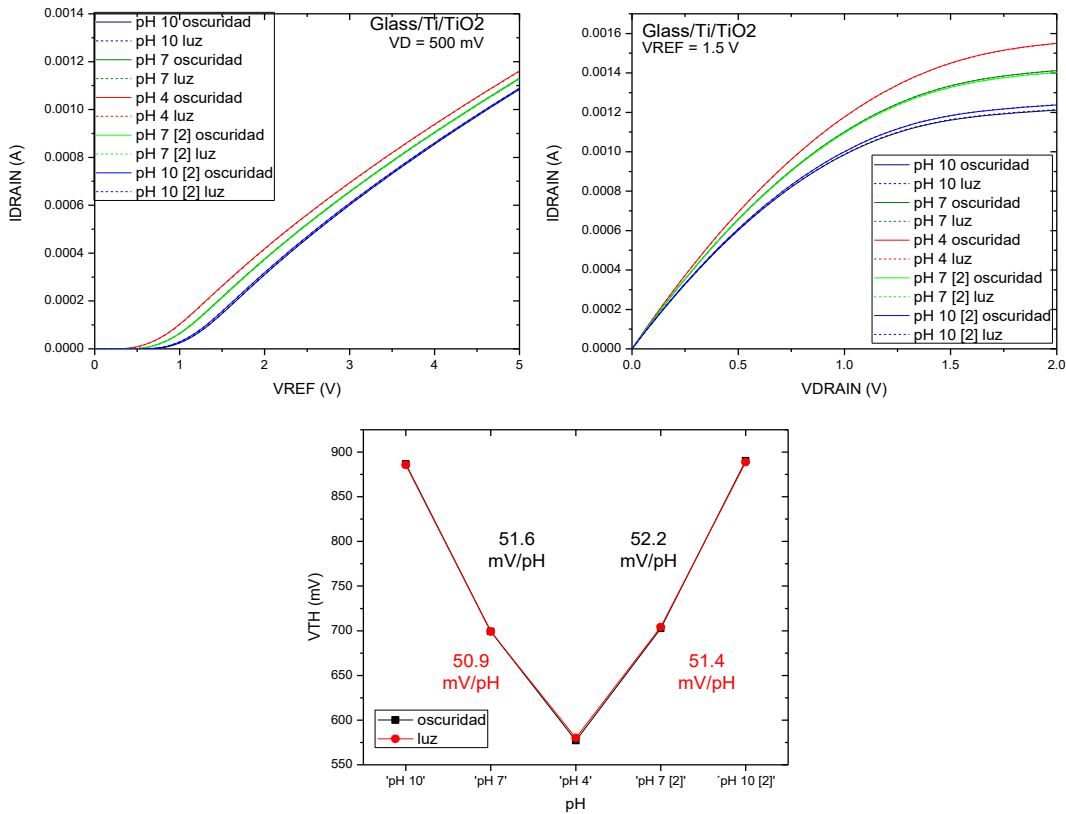 0.0014
0.0012
0.0010
0.0008
0.0006
0.0004
0.0002
0.0000
IDRAIN (A)
pH 10 oscuridad
pH 10 luz
pH 7 oscuridad
pH 7 luz
pH 4 oscuridad
pH 4 luz
pH 7 [2] oscuridad
pH 7 [2] luz
pH 10 [2] oscuridad
pH 10 [2] luz
Glass/Ti/TiO2
VD = 500 mV
0 1 2 3 4 5
VREF (V)
0.0016
0.0014
0.0012
0.0010
0.0008
0.0006
0.0004
0.0002
0.0000
IDRAIN (A)
Glass/Ti/TiO2
VREF = 1.5 V
pH 10 oscuridad
pH 10 luz
pH 7 oscuridad
pH 7 luz
pH 4 oscuridad
pH 4 luz
pH 7 [2] oscuridad
pH 7 [2] luz
pH 10 [2] oscuridad
pH 10 [2] luz
0.0 0.5 1.0 1.5 2.0
VDRAIN (V)
900
850
800
750
700
650
600
550
VTH (mV)
51.6
mV/pH
52.2
mV/pH
50.9
mV/pH
51.4
mV/pH
oscuridad
luz
'pH 10' 'pH 7' 'pH 4' 'pH 7 [2]' ´pH 10 [2]'
pH